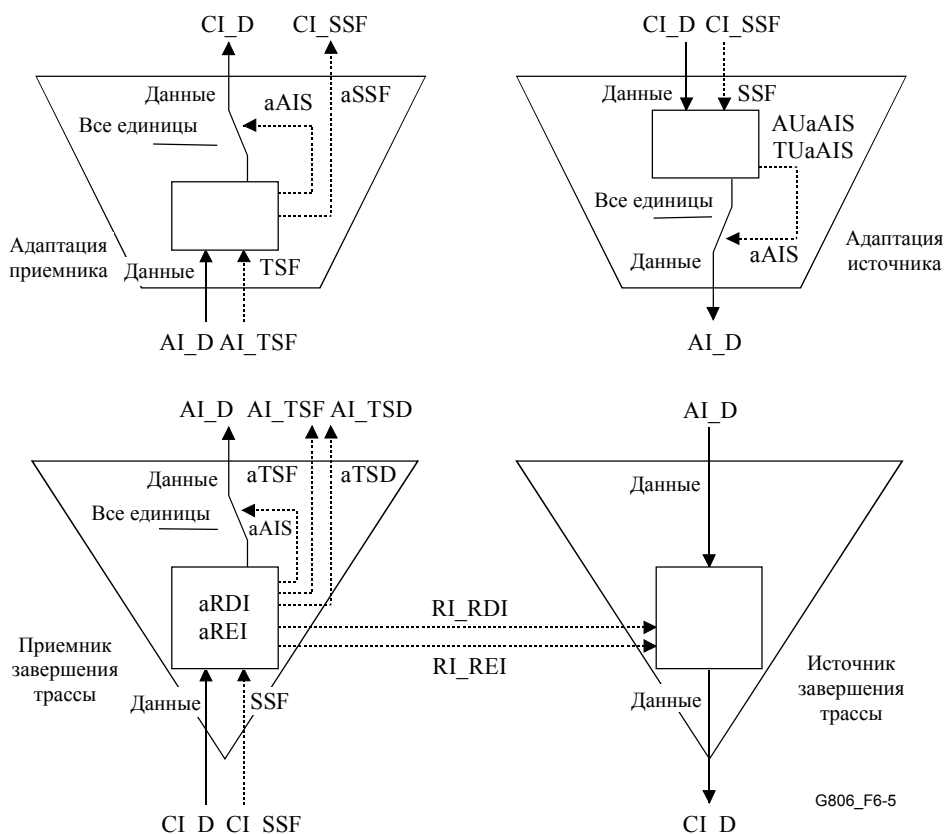 CI_D CI_SSF
Данные aSSF
aAIS
Все единицы
Адаптация
приемника
Данные TSF
AI_D AI_TSF
CI_D CI_SSF
Данные SSF
AUaAIS
TUaAIS
Все единицы
Данные aAIS
Адаптация
источника
AI_D
AI_D AI_TSF AI_TSD
Данные aTSF aTSD
Все единицы
aAIS
aRDI
aREI
Приемник
завершения
трассы
Данные SSF
CI_D CI_SSF
RI_RDI
RI_REI
AI_D
Данные
Данные
Источник
завершения
трассы
CI_D
G806_F6-5